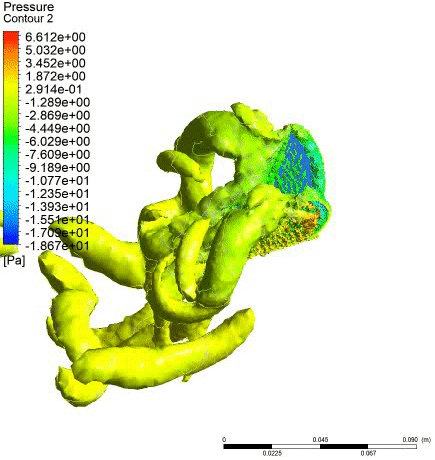 Pressure
Contour 2
6.612e+00
5.032e+00
3.452e+00
1.872e+00
2.914e-01
-1.289e+00
-2.869e+00
-4.449e+00
-6.029e+00
-7.609e+00
-9.189e+00
-1.077e+01
-1.235e+01
-1.393e+01
-1.551e+01
-1.709e+01
-1.867e+01
[Pa]
0 0.045 0.090 (m)
0.0225 0.067